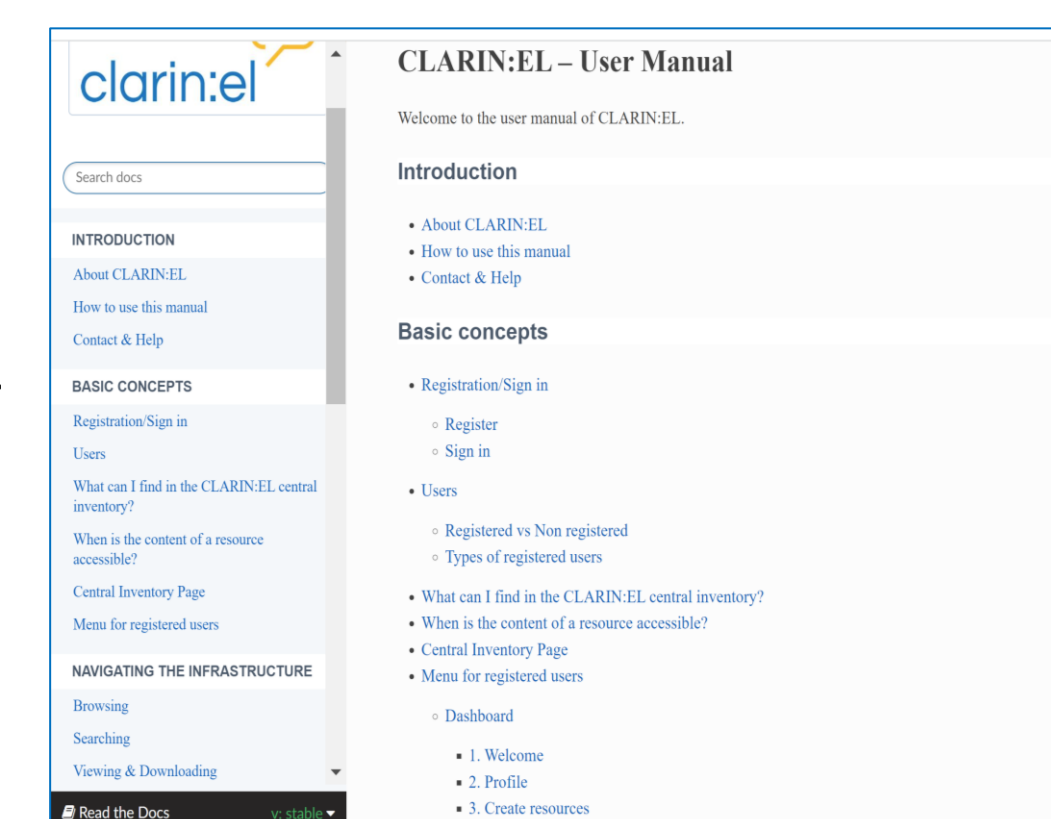 clarin:el
Search docs
INTRODUCTION
About CLARIN:EL
How to use this manual
Contact & Help
BASIC CONCEPTS
Registration/Sign in
Users
What can I find in the CLARIN:EL central
inventory?
When is the content of a resource
accessible?
Central Inventory Page
Menu for registered users
NAVIGATING THE INFRASTRUCTURE
Browsing
Searching
Viewing & Downloading
Read the Docs
v: stable
CLARIN:EL – User Manual
Welcome to the user manual of CLARIN:EL.
Introduction
• About CLARIN:EL
• How to use this manual
• Contact & Help
Basic concepts
• Registration/Sign in
◦ Register
◦ Sign in
• Users
◦ Registered vs Non registered
◦ Types of registered users
• What can I find in the CLARIN:EL central inventory?
• When is the content of a resource accessible?
• Central Inventory Page
• Menu for registered users
◦ Dashboard
▪ 1. Welcome
▪ 2. Profile
▪ 3. Create resources